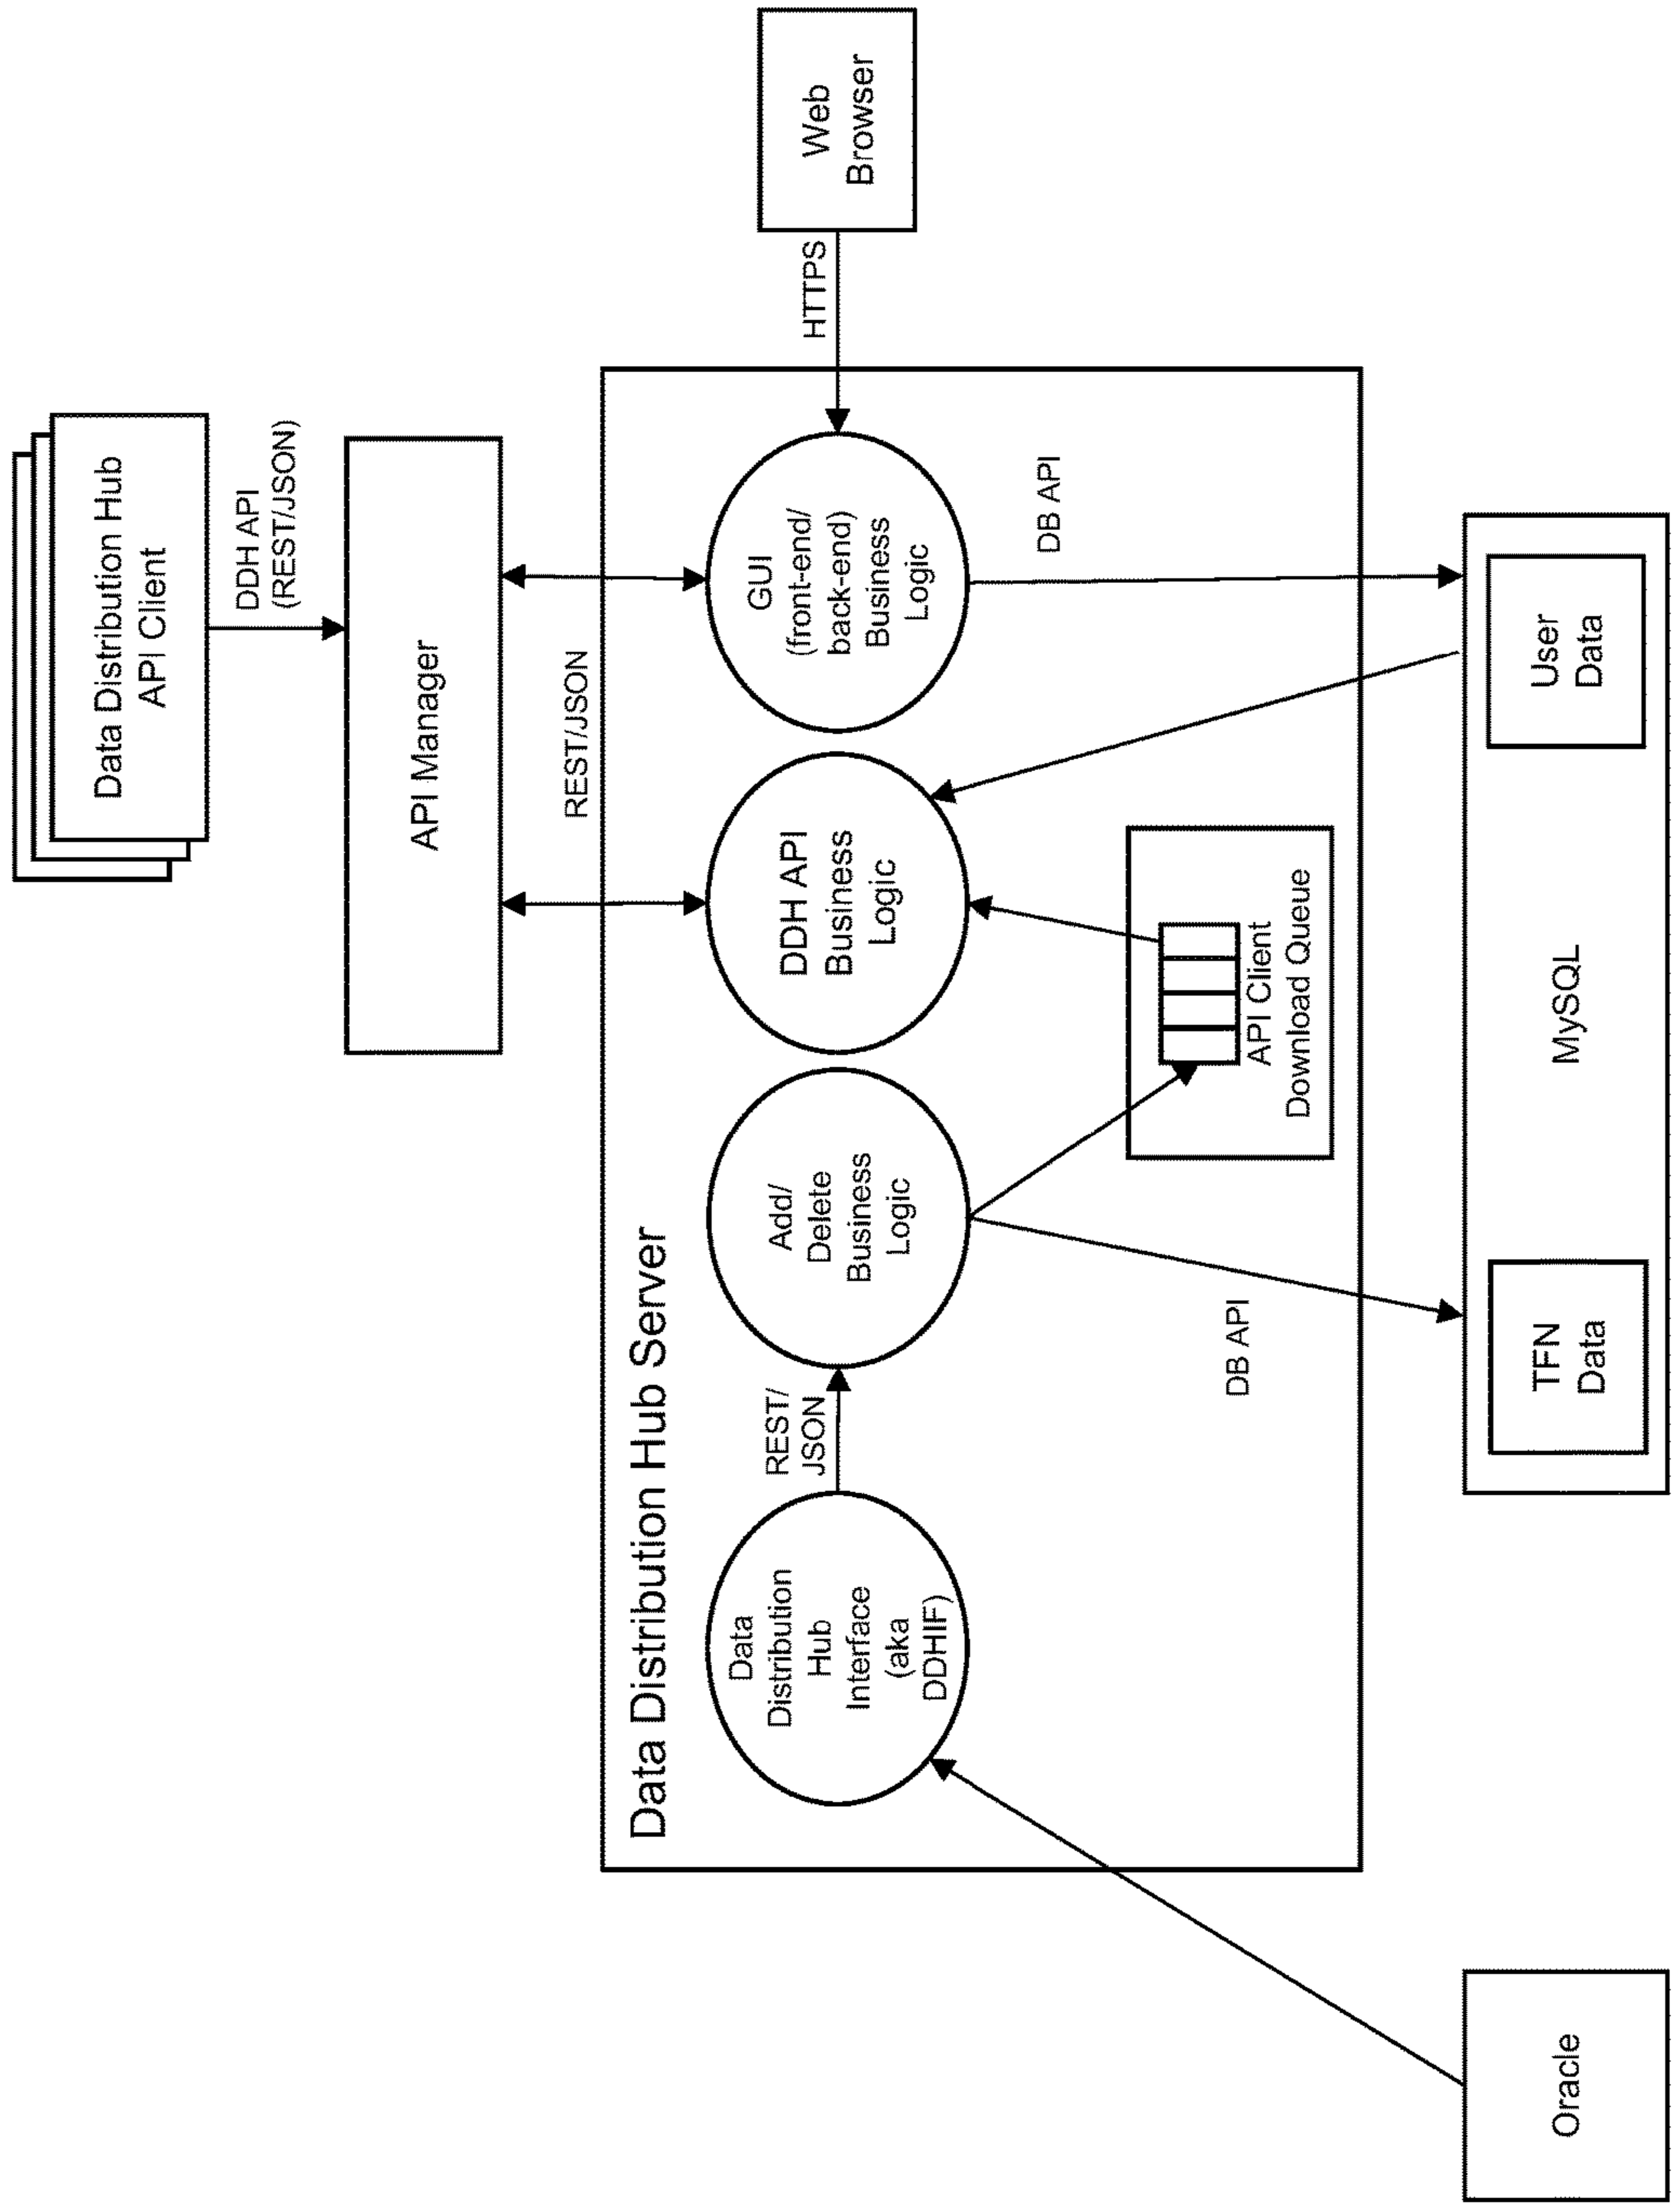 Data Distribution Hub
API Client
DDH API
(REST/JSON)
API Manager
REST/JSON
Data Distribution Hub Server
Data
Distribution
Hub
Interface
(aka
DDHIF)
REST/
JSON
Add/
Delete
Business
Logic
DDH API
Business
Logic
GUI
(front-end/
back-end)
Business
Logic
HTTPS
Web
Browser
API Client
Download Queue
DB API
DB API
Oracle
TFN
Data
MySQL
User
Data